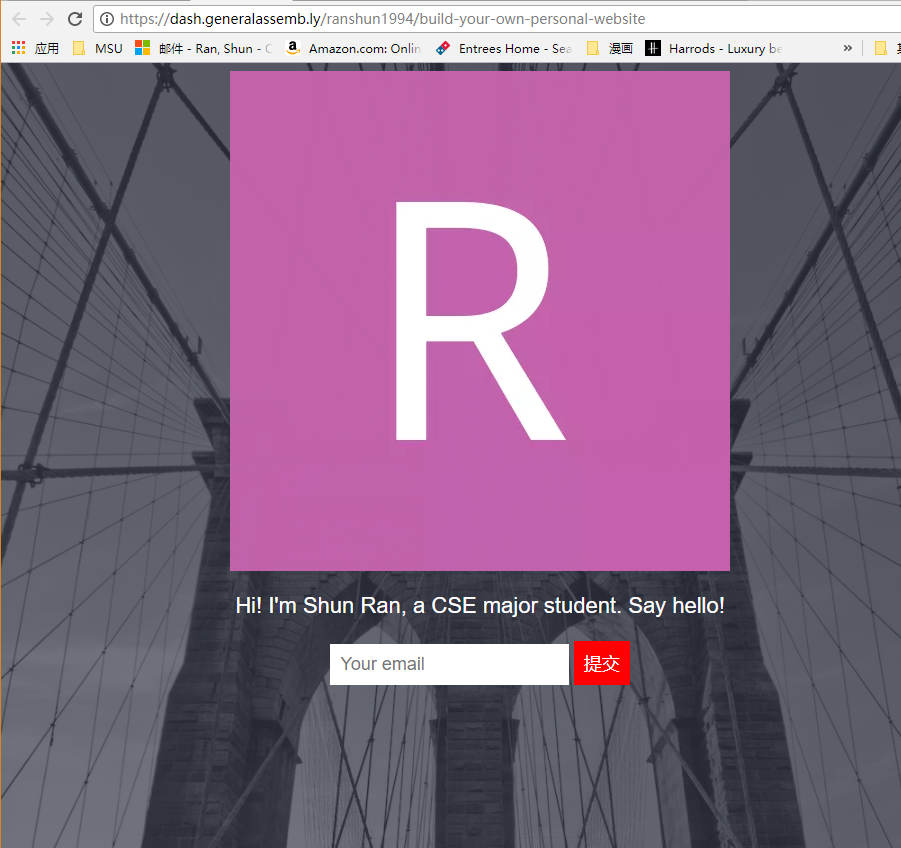 https://dash.generalassemb.ly/ranshun1994/build-your-own-personal-website
应用 MSU 邮件 - Ran, Shun - Amazon.com: Onlin Entrees Home - Sea 漫画 Harrods - Luxury be »
R
Hi! I'm Shun Ran, a CSE major student. Say hello!
Your email 提交